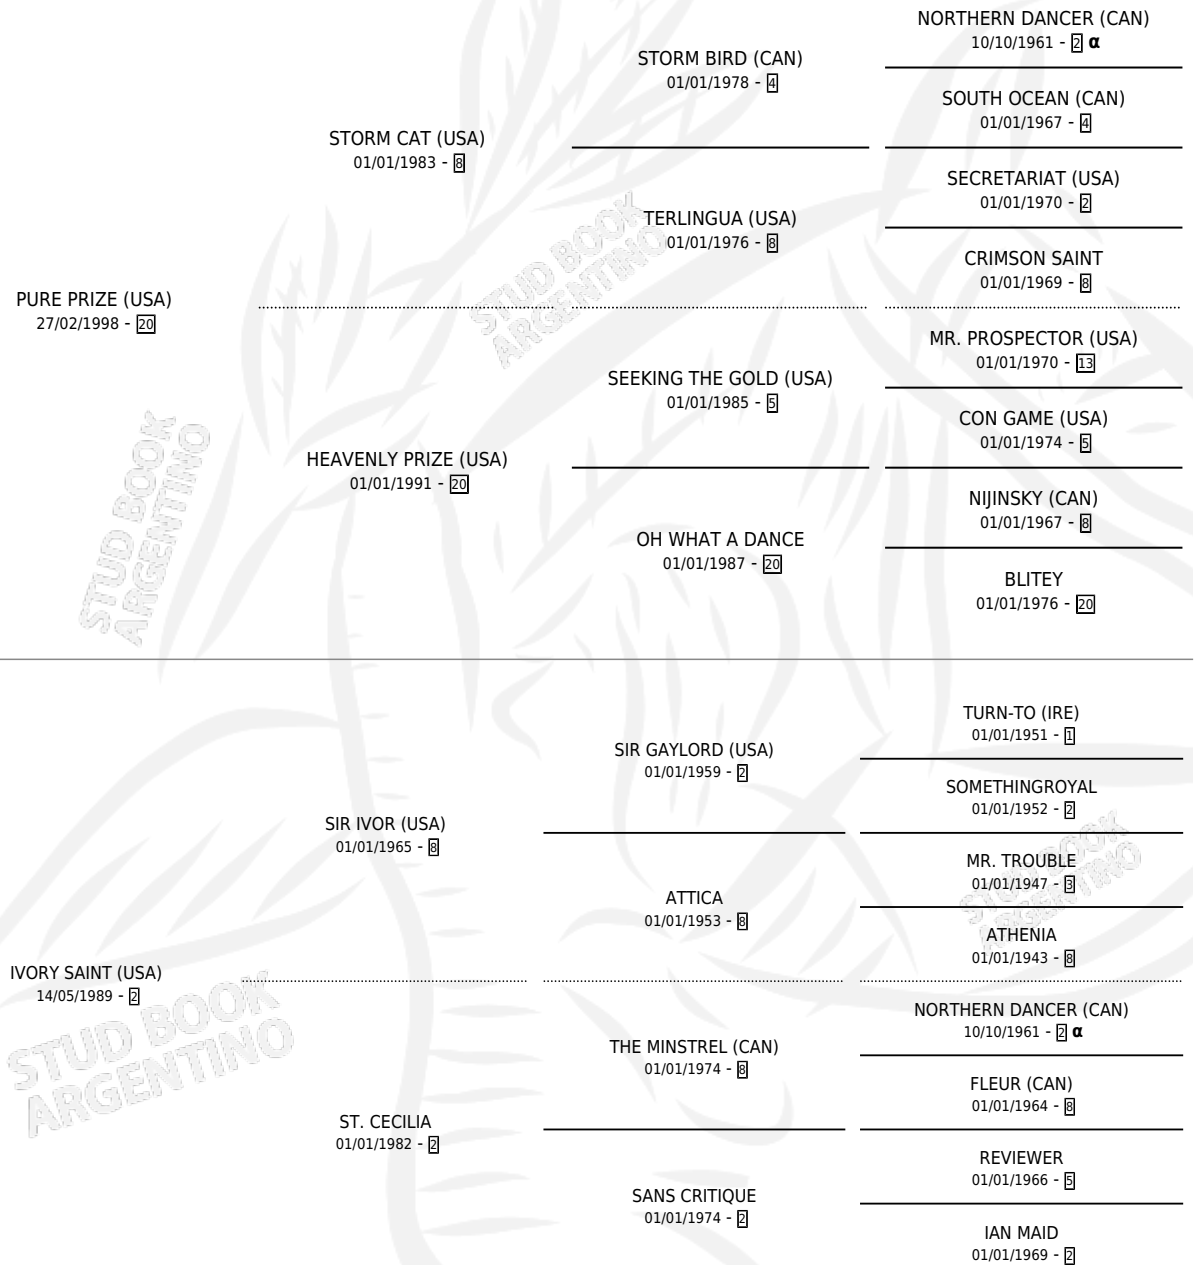 NORTHERN DANCER (CAN)
10/10/1961 - 2 α
STORM BIRD (CAN)
01/01/1978 - 4
SOUTH OCEAN (CAN)
01/01/1967 - 4
STORM CAT (USA)
01/01/1983 - 8
SECRETARIAT (USA)
01/01/1970 - 2
TERLINGUA (USA)
01/01/1976 - 8
CRIMSON SAINT
01/01/1969 - 8
PURE PRIZE (USA)
27/02/1998 - 20
MR. PROSPECTOR (USA)
01/01/1970 - 13
SEEKING THE GOLD (USA)
01/01/1985 - 5
CON GAME (USA)
01/01/1974 - 5
HEAVENLY PRIZE (USA)
01/01/1991 - 20
NIJINSKY (CAN)
01/01/1967 - 8
OH WHAT A DANCE
01/01/1987 - 20
BLITEY
01/01/1976 - 20
TURN-TO (IRE)
01/01/1951 - 1
SIR GAYLORD (USA)
01/01/1959 - 2
SOMETHINGROYAL
01/01/1952 - 2
SIR IVOR (USA)
01/01/1965 - 8
MR. TROUBLE
01/01/1947 - 3
ATTICA
01/01/1953 - 8
ATHENIA
01/01/1943 - 8
IVORY SAINT (USA)
14/05/1989 - 2
NORTHERN DANCER (CAN)
10/10/1961 - 2 α
THE MINSTREL (CAN)
01/01/1974 - 8
FLEUR (CAN)
01/01/1964 - 8
ST. CECILIA
01/01/1982 - 2
REVIEWER
01/01/1966 - 5
SANS CRITIQUE
01/01/1974 - 2
IAN MAID
01/01/1969 - 2
STUD BOOK
ARGENTINO
STUD BOOK
ARGENTINO
STUD BOOK
ARGENTINO
STUD BOOK
ARGENTINO